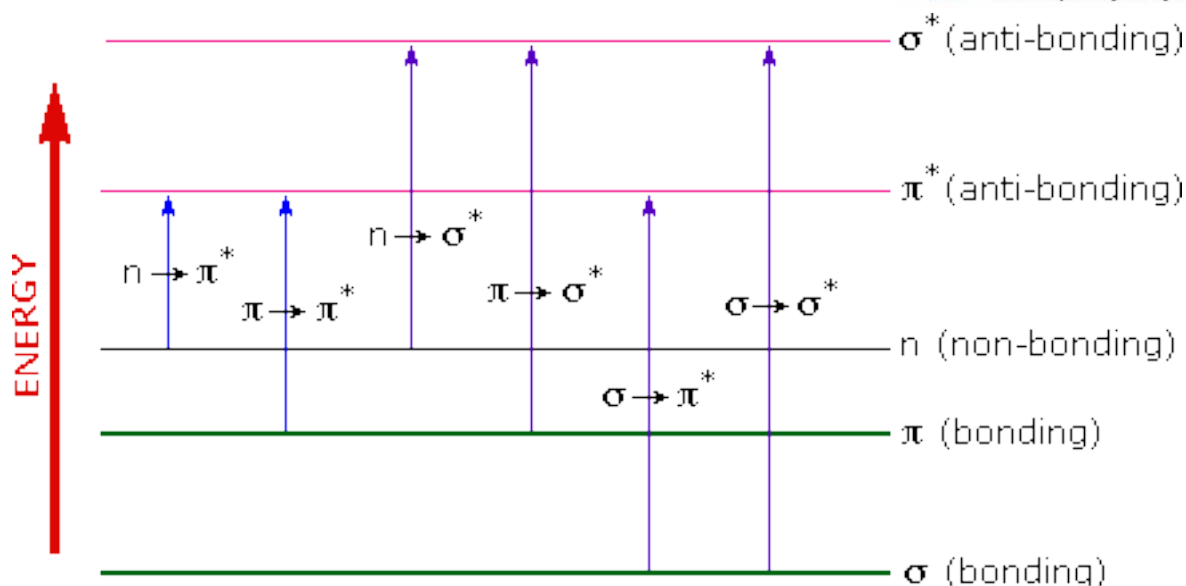 σ* (anti-bonding)
π* (anti-bonding)
n → σ*
n → π*
π → σ*
π → π*
σ → σ*
ENERGY
n (non-bonding)
σ → π*
π (bonding)
σ (bonding)